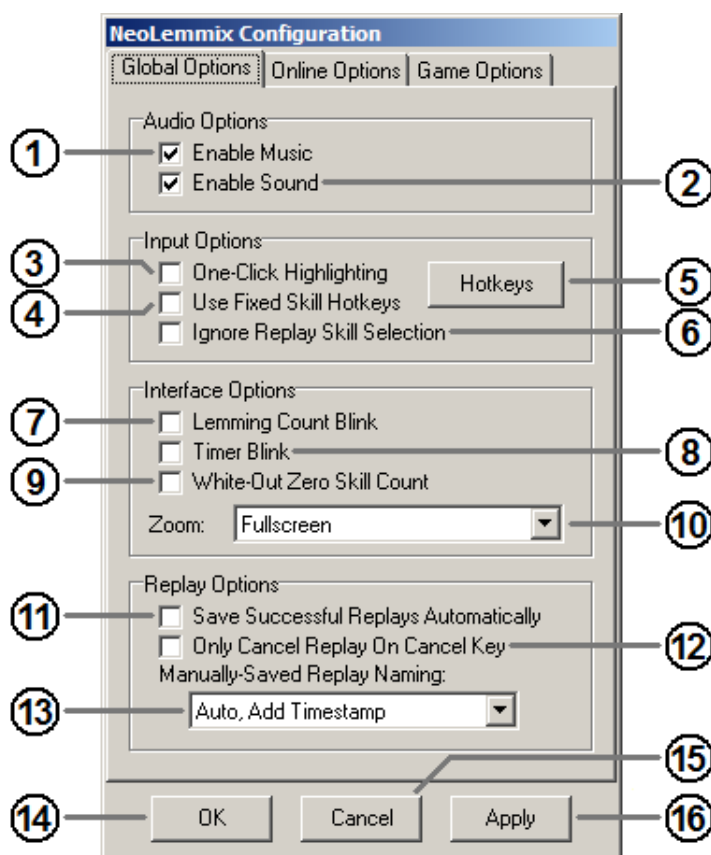 NeoLemmix Configuration
Global Options Online Options Game Options
Audio Options
1 Enable Music
Enable Sound 2
Input Options
3 One-Click Highlighting Hotkeys 5
4 Use Fixed Skill Hotkeys
Ignore Replay Skill Selection 6
Interface Options
7 Lemming Count Blink
Timer Blink 8
9 White-Out Zero Skill Count
Zoom: Fullscreen 10
Replay Options
11 Save Successful Replays Automatically
Only Cancel Replay On Cancel Key 12
Manually-Saved Replay Naming:
13 Auto, Add Timestamp
15
14 OK Cancel Apply 16